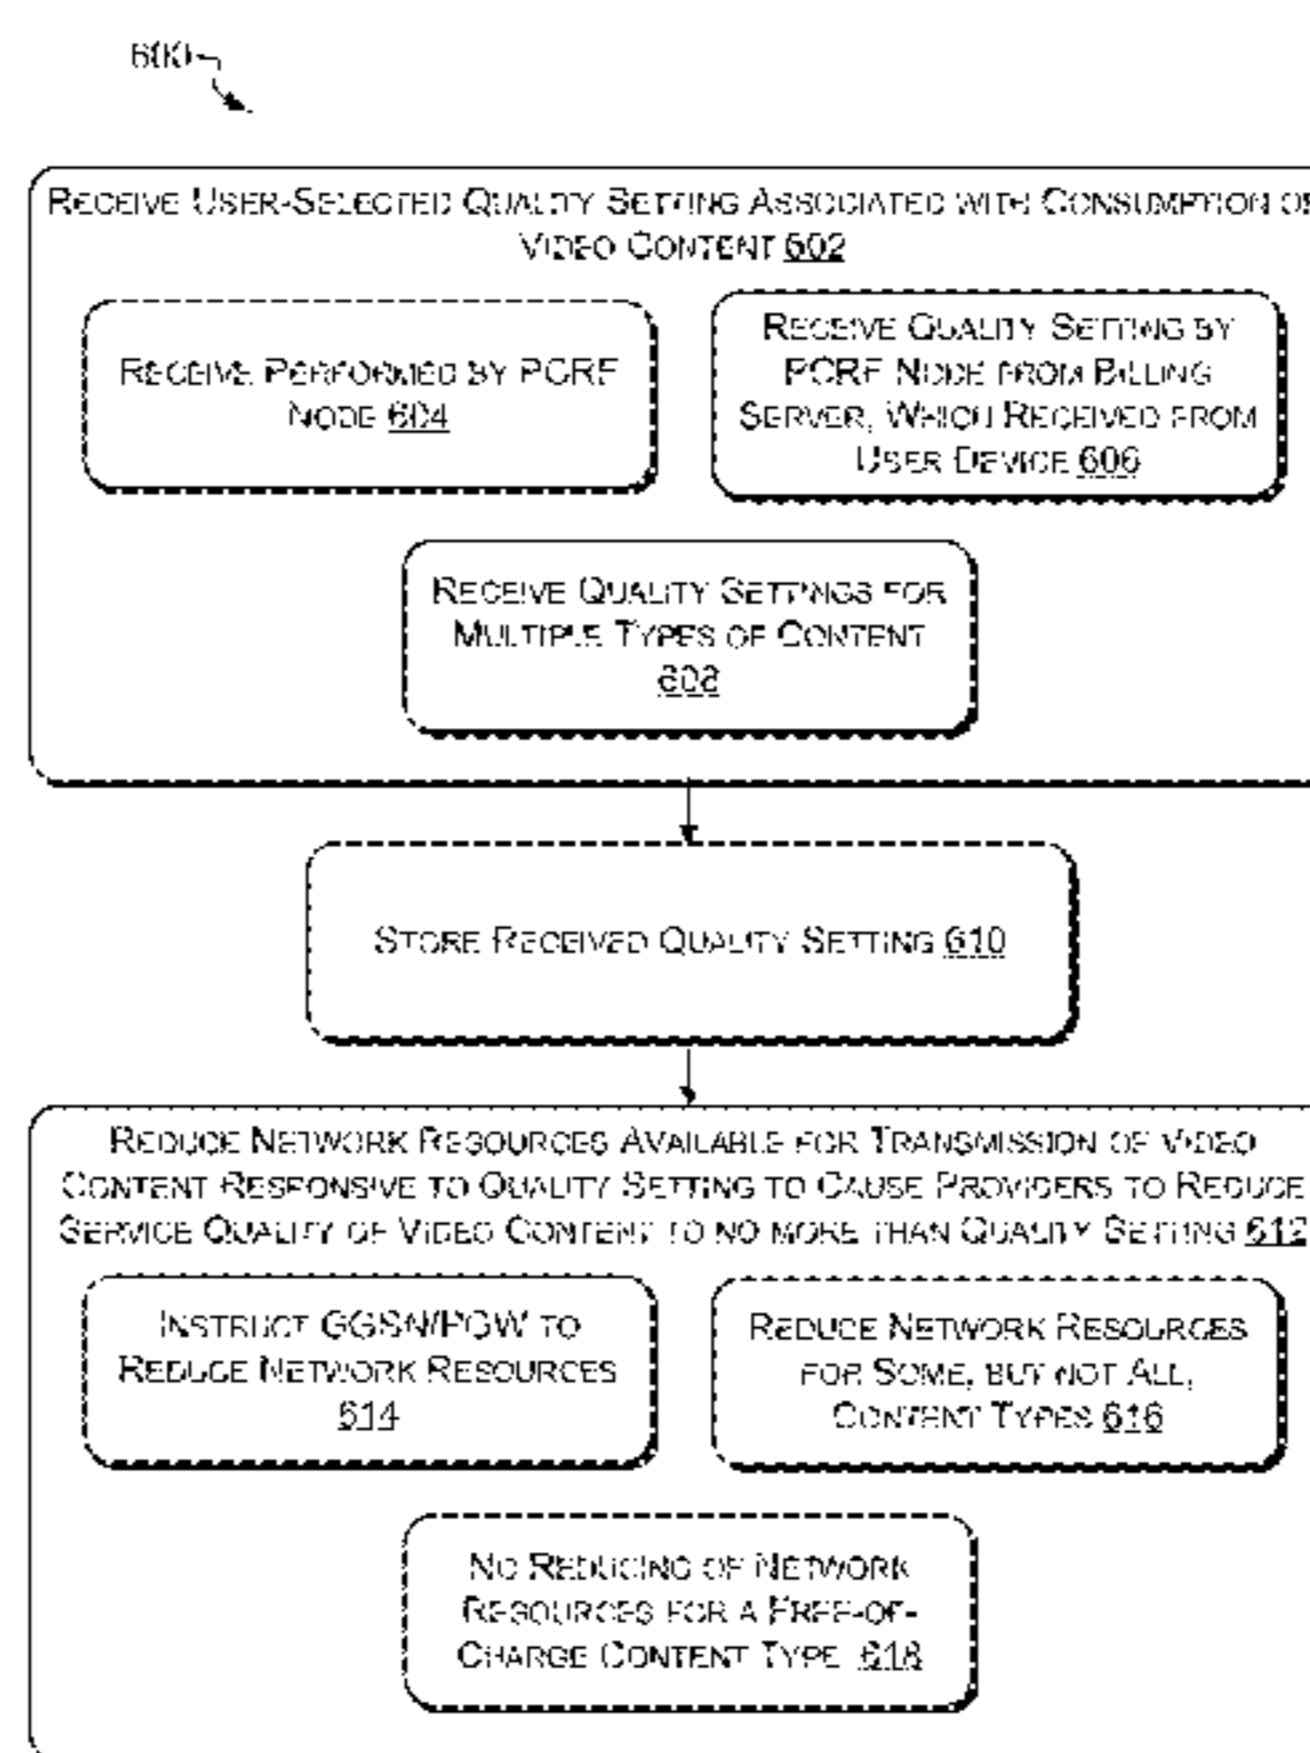 600
RECEIVE USER-SELECTED QUALITY SETTING ASSOCIATED WITH CONSUMPTION OF
VIDEO CONTENT 602
RECEIVE PERFORMED BY PCRF
NODE 604
RECEIVE QUALITY SETTING BY
PCRF NODE FROM BILLING
SERVER, WHICH RECEIVED FROM
USER DEVICE 606
RECEIVE QUALITY SETTINGS FOR
MULTIPLE TYPES OF CONTENT
608
STORE RECEIVED QUALITY SETTING 610
REDUCE NETWORK RESOURCES AVAILABLE FOR TRANSMISSION OF VIDEO
CONTENT RESPONSIVE TO QUALITY SETTING TO CAUSE PROVIDERS TO REDUCE
SERVICE QUALITY OF VIDEO CONTENT TO NO MORE THAN QUALITY SETTING 612
INSTRUCT GGSN/PGW TO
REDUCE NETWORK RESOURCES
614
REDUCE NETWORK RESOURCES
FOR SOME, BUT NOT ALL,
CONTENT TYPES 616
NO REDUCING OF NETWORK
RESOURCES FOR A FREE-OF-
CHARGE CONTENT TYPE 618